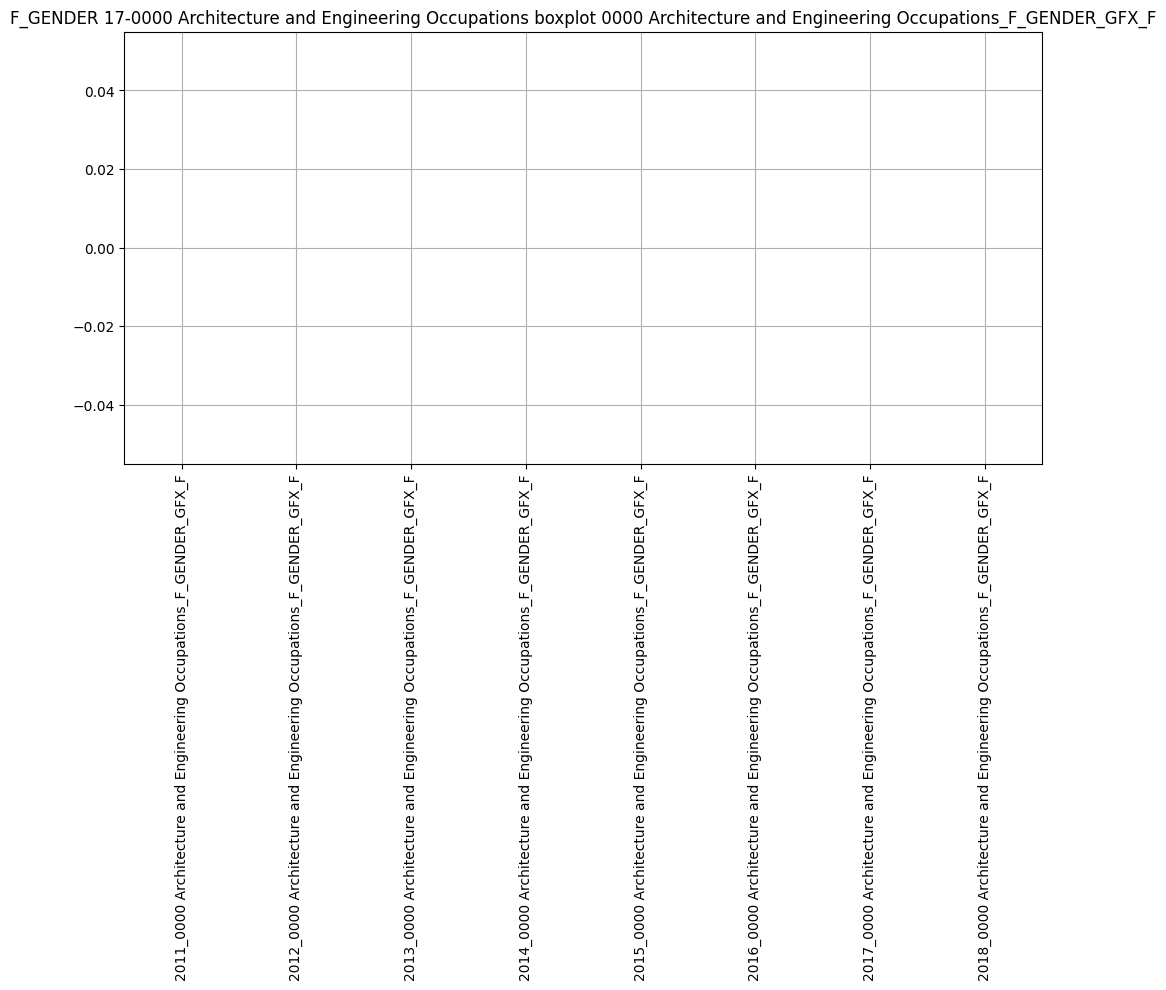 F_GENDER 17-0000 Architecture and Engineering Occupations boxplot 0000 Architecture and Engineering Occupations_F_GENDER_GFX_F
0.04
0.02
0.00
−0.02
−0.04
2011_0000 Architecture and Engineering Occupations_F_GENDER_GFX_F
2012_0000 Architecture and Engineering Occupations_F_GENDER_GFX_F
2013_0000 Architecture and Engineering Occupations_F_GENDER_GFX_F
2014_0000 Architecture and Engineering Occupations_F_GENDER_GFX_F
2015_0000 Architecture and Engineering Occupations_F_GENDER_GFX_F
2016_0000 Architecture and Engineering Occupations_F_GENDER_GFX_F
2017_0000 Architecture and Engineering Occupations_F_GENDER_GFX_F
2018_0000 Architecture and Engineering Occupations_F_GENDER_GFX_F